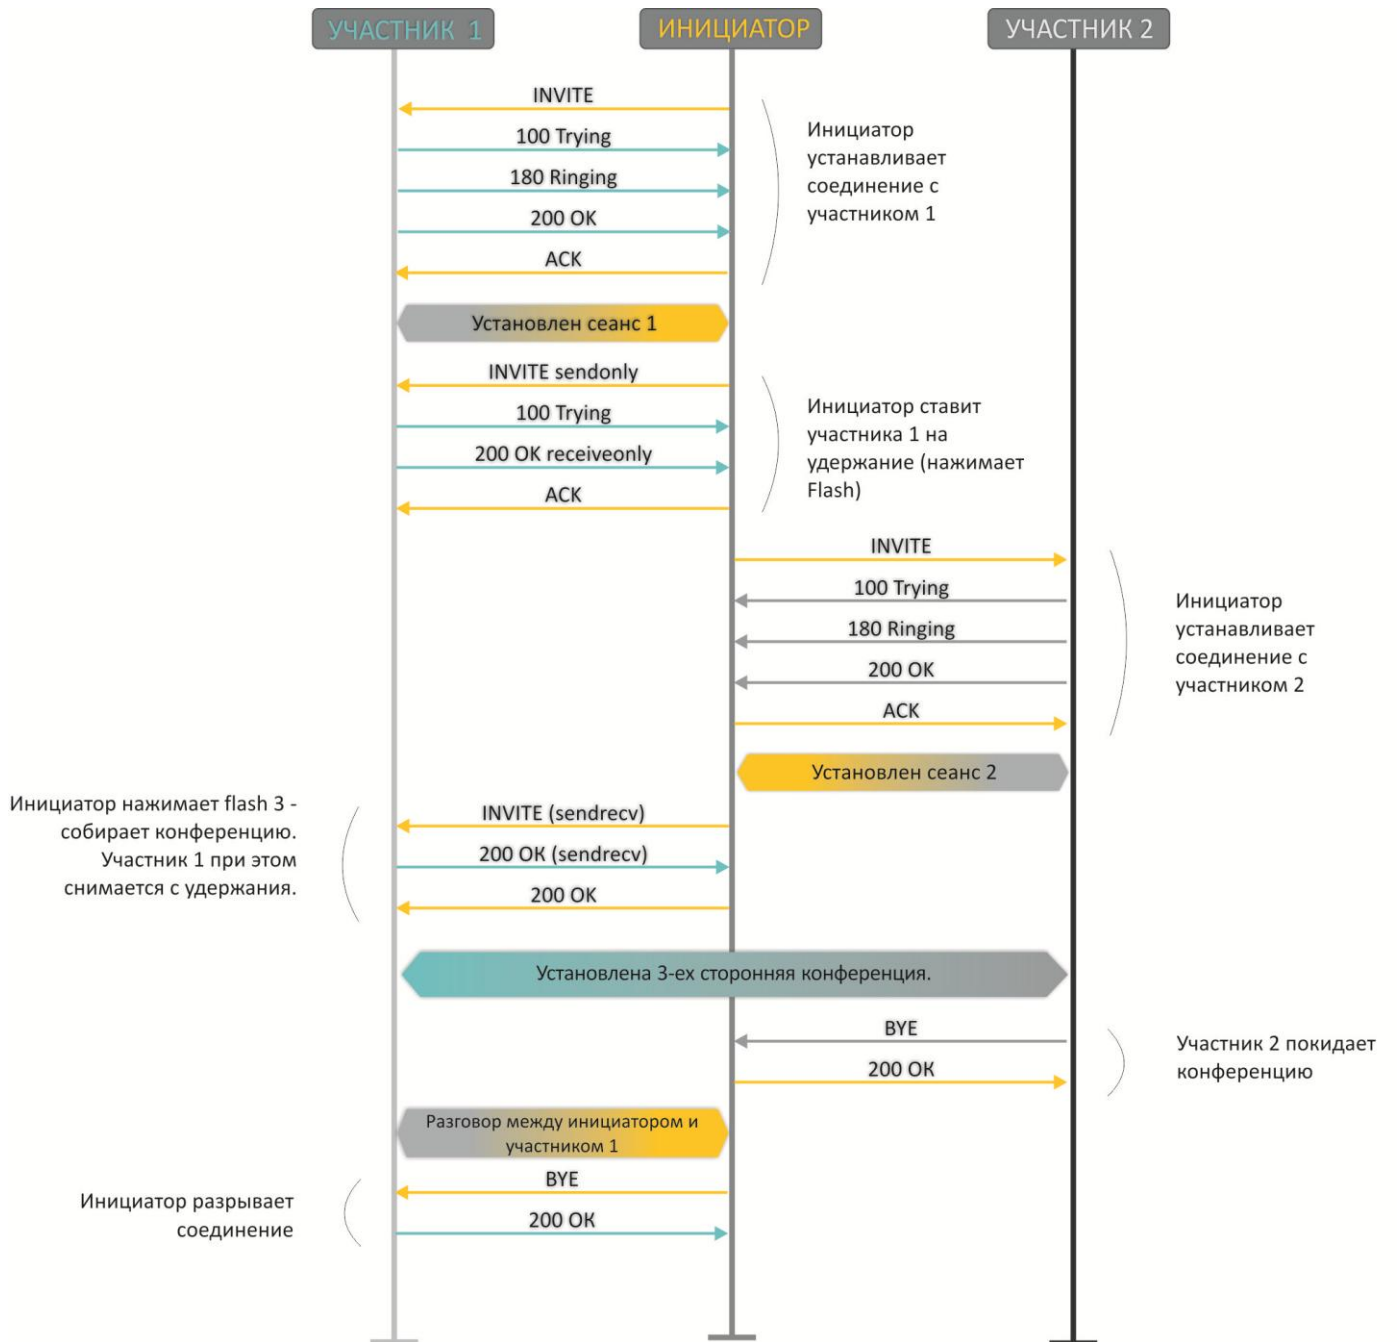 УЧАСТНИК 1
ИНИЦИАТОР
УЧАСТНИК 2
INVITE
100 Trying
180 Ringing
200 OK
ACK
Инициатор
устанавливает
соединение с
участником 1
Установлен сеанс 1
INVITE sendonly
100 Trying
200 OK receiveonly
ACK
Инициатор ставит
участника 1 на
удержание (нажимает
Flash)
INVITE
100 Trying
180 Ringing
200 OK
ACK
Инициатор
устанавливает
соединение с
участником 2
Установлен сеанс 2
Инициатор нажимает flash 3 -
собирает конференцию.
Участник 1 при этом
снимается с удержания.
INVITE (sendrecv)
200 OK (sendrecv)
200 OK
Установлена 3-ех сторонняя конференция.
BYE
200 OK
Участник 2 покидает
конференцию
Разговор между инициатором и
участником 1
Инициатор разрывает
соединение
BYE
200 OK